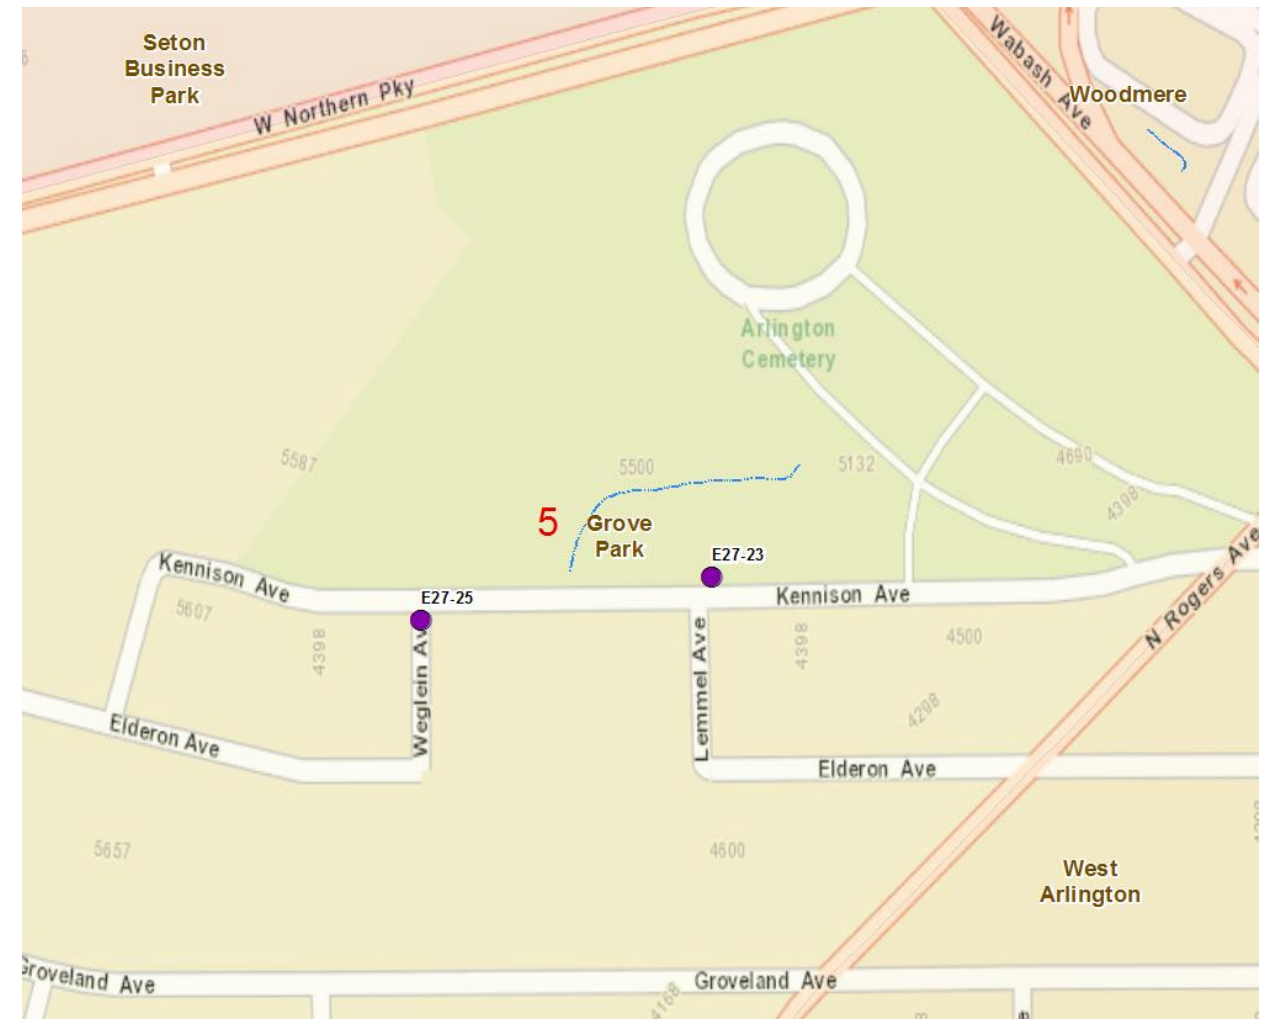 Seton
Business
Park
W Northern Pky
Wabash Ave
Woodmere
Arlington
Cemetery
5587
5500
5132
4690
4398
5
Grove
Park
E27-23
E27-25
Kennison Ave
Kennison Ave
N Rogers Ave
5607
4398
Weglein Av
Lemmel Ave
4398
4500
4298
Elderon Ave
Elderon Ave
5657
4600
West
Arlington
Groveland Ave
Groveland Ave
4168